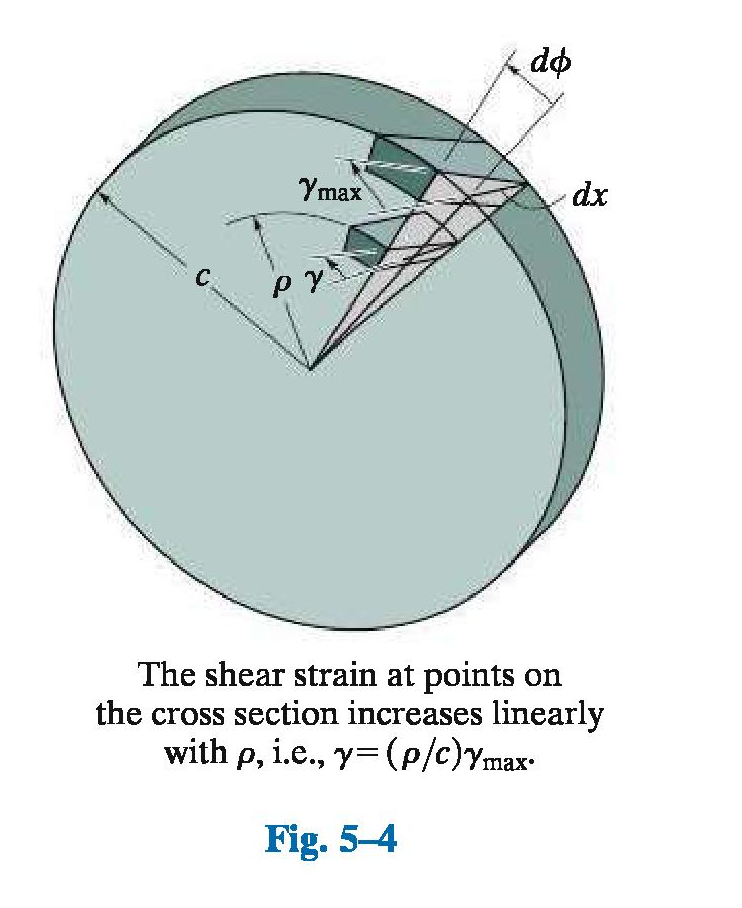 dϕ
γmax
dx
c
ρ
γ
The shear strain at points on
the cross section increases linearly
with ρ, i.e., γ=(ρ/c)γmax.
Fig. 5–4